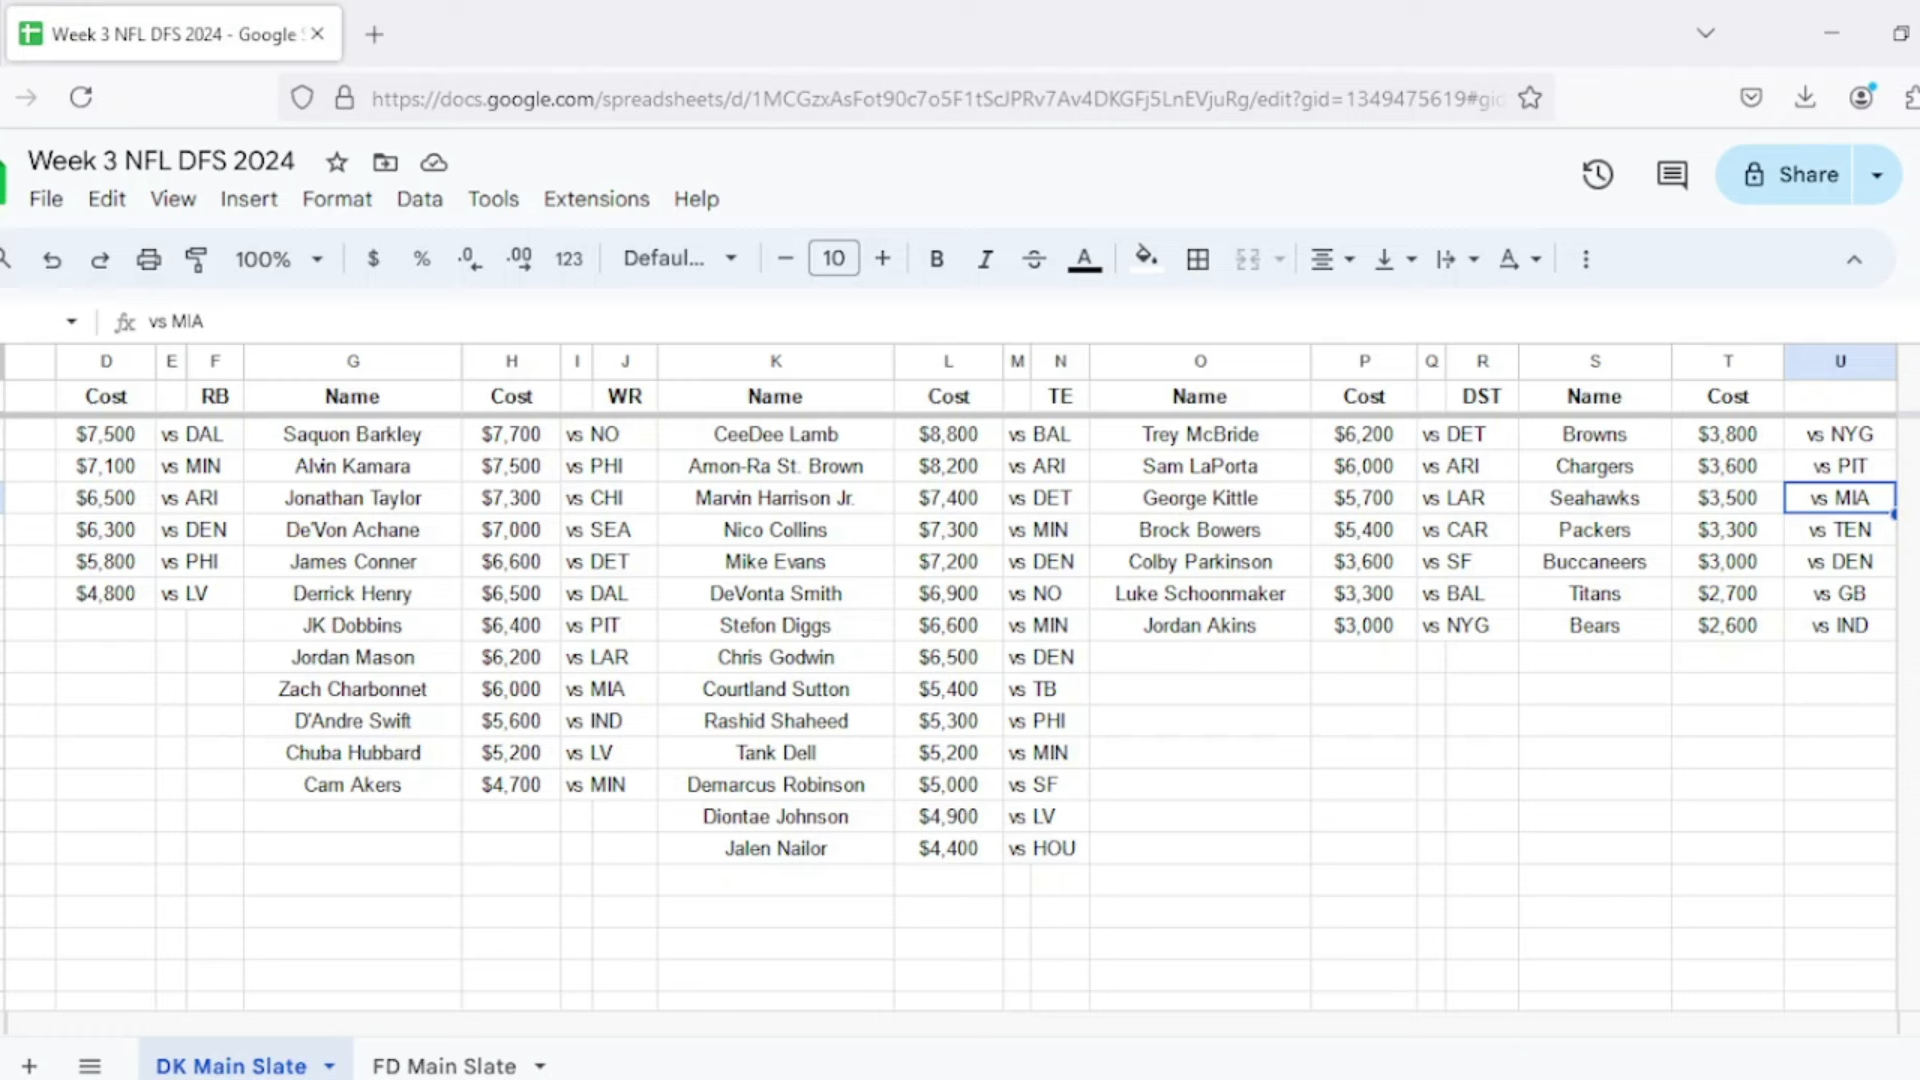 Week 3 NFL DFS 2024 - Google
https://docs.google.com/spreadsheets/d/1MCGzxAsFot90c7o5F1tScJPRv7Av4DKGFj5LnEVjuRg/edit?gid=1349475619#gid
Week 3 NFL DFS 2024
Share
File Edit View Insert Format Data Tools Extensions Help
100% $ % .0 .00 123 Defaul... 10 B I A
fx vs MIA
D E F G H I J K L M N O P Q R S T U
Cost RB Name Cost WR Name Cost TE Name Cost DST Name Cost
$7,500 vs DAL Saquon Barkley $7,700 vs NO CeeDee Lamb $8,800 vs BAL Trey McBride $6,200 vs DET Browns $3,800 vs NYG
$7,100 vs MIN Alvin Kamara $7,500 vs PHI Amon-Ra St. Brown $8,200 vs ARI Sam LaPorta $6,000 vs ARI Chargers $3,600 vs PIT
$6,500 vs ARI Jonathan Taylor $7,300 vs CHI Marvin Harrison Jr. $7,400 vs DET George Kittle $5,700 vs LAR Seahawks $3,500 vs MIA
$6,300 vs DEN De'Von Achane $7,000 vs SEA Nico Collins $7,300 vs MIN Brock Bowers $5,400 vs CAR Packers $3,300 vs TEN
$5,800 vs PHI James Conner $6,600 vs DET Mike Evans $7,200 vs DEN Colby Parkinson $3,600 vs SF Buccaneers $3,000 vs DEN
$4,800 vs LV Derrick Henry $6,500 vs DAL DeVonta Smith $6,900 vs NO Luke Schoonmaker $3,300 vs BAL Titans $2,700 vs GB
JK Dobbins $6,400 vs PIT Stefon Diggs $6,600 vs MIN Jordan Akins $3,000 vs NYG Bears $2,600 vs IND
Jordan Mason $6,200 vs LAR Chris Godwin $6,500 vs DEN
Zach Charbonnet $6,000 vs MIA Courtland Sutton $5,400 vs TB
D'Andre Swift $5,600 vs IND Rashid Shaheed $5,300 vs PHI
Chuba Hubbard $5,200 vs LV Tank Dell $5,200 vs MIN
Cam Akers $4,700 vs MIN Demarcus Robinson $5,000 vs SF
Diontae Johnson $4,900 vs LV
Jalen Nailor $4,400 vs HOU
DK Main Slate FD Main Slate